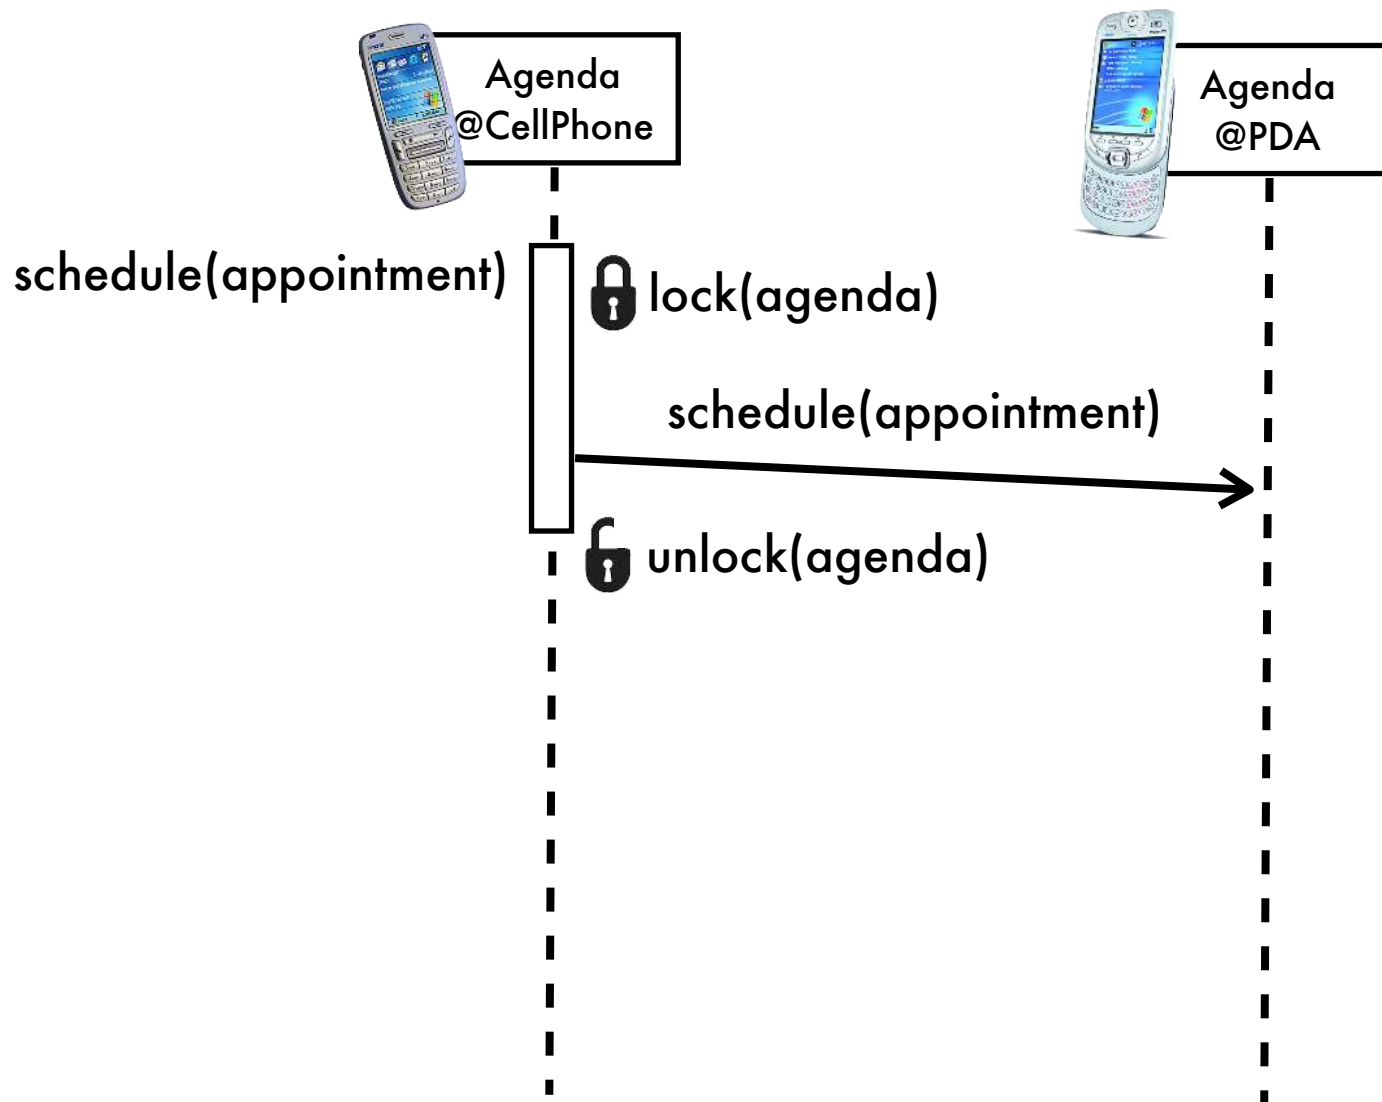 Agenda
@CellPhone
Agenda
@PDA
schedule(appointment)
lock(agenda)
schedule(appointment)
unlock(agenda)